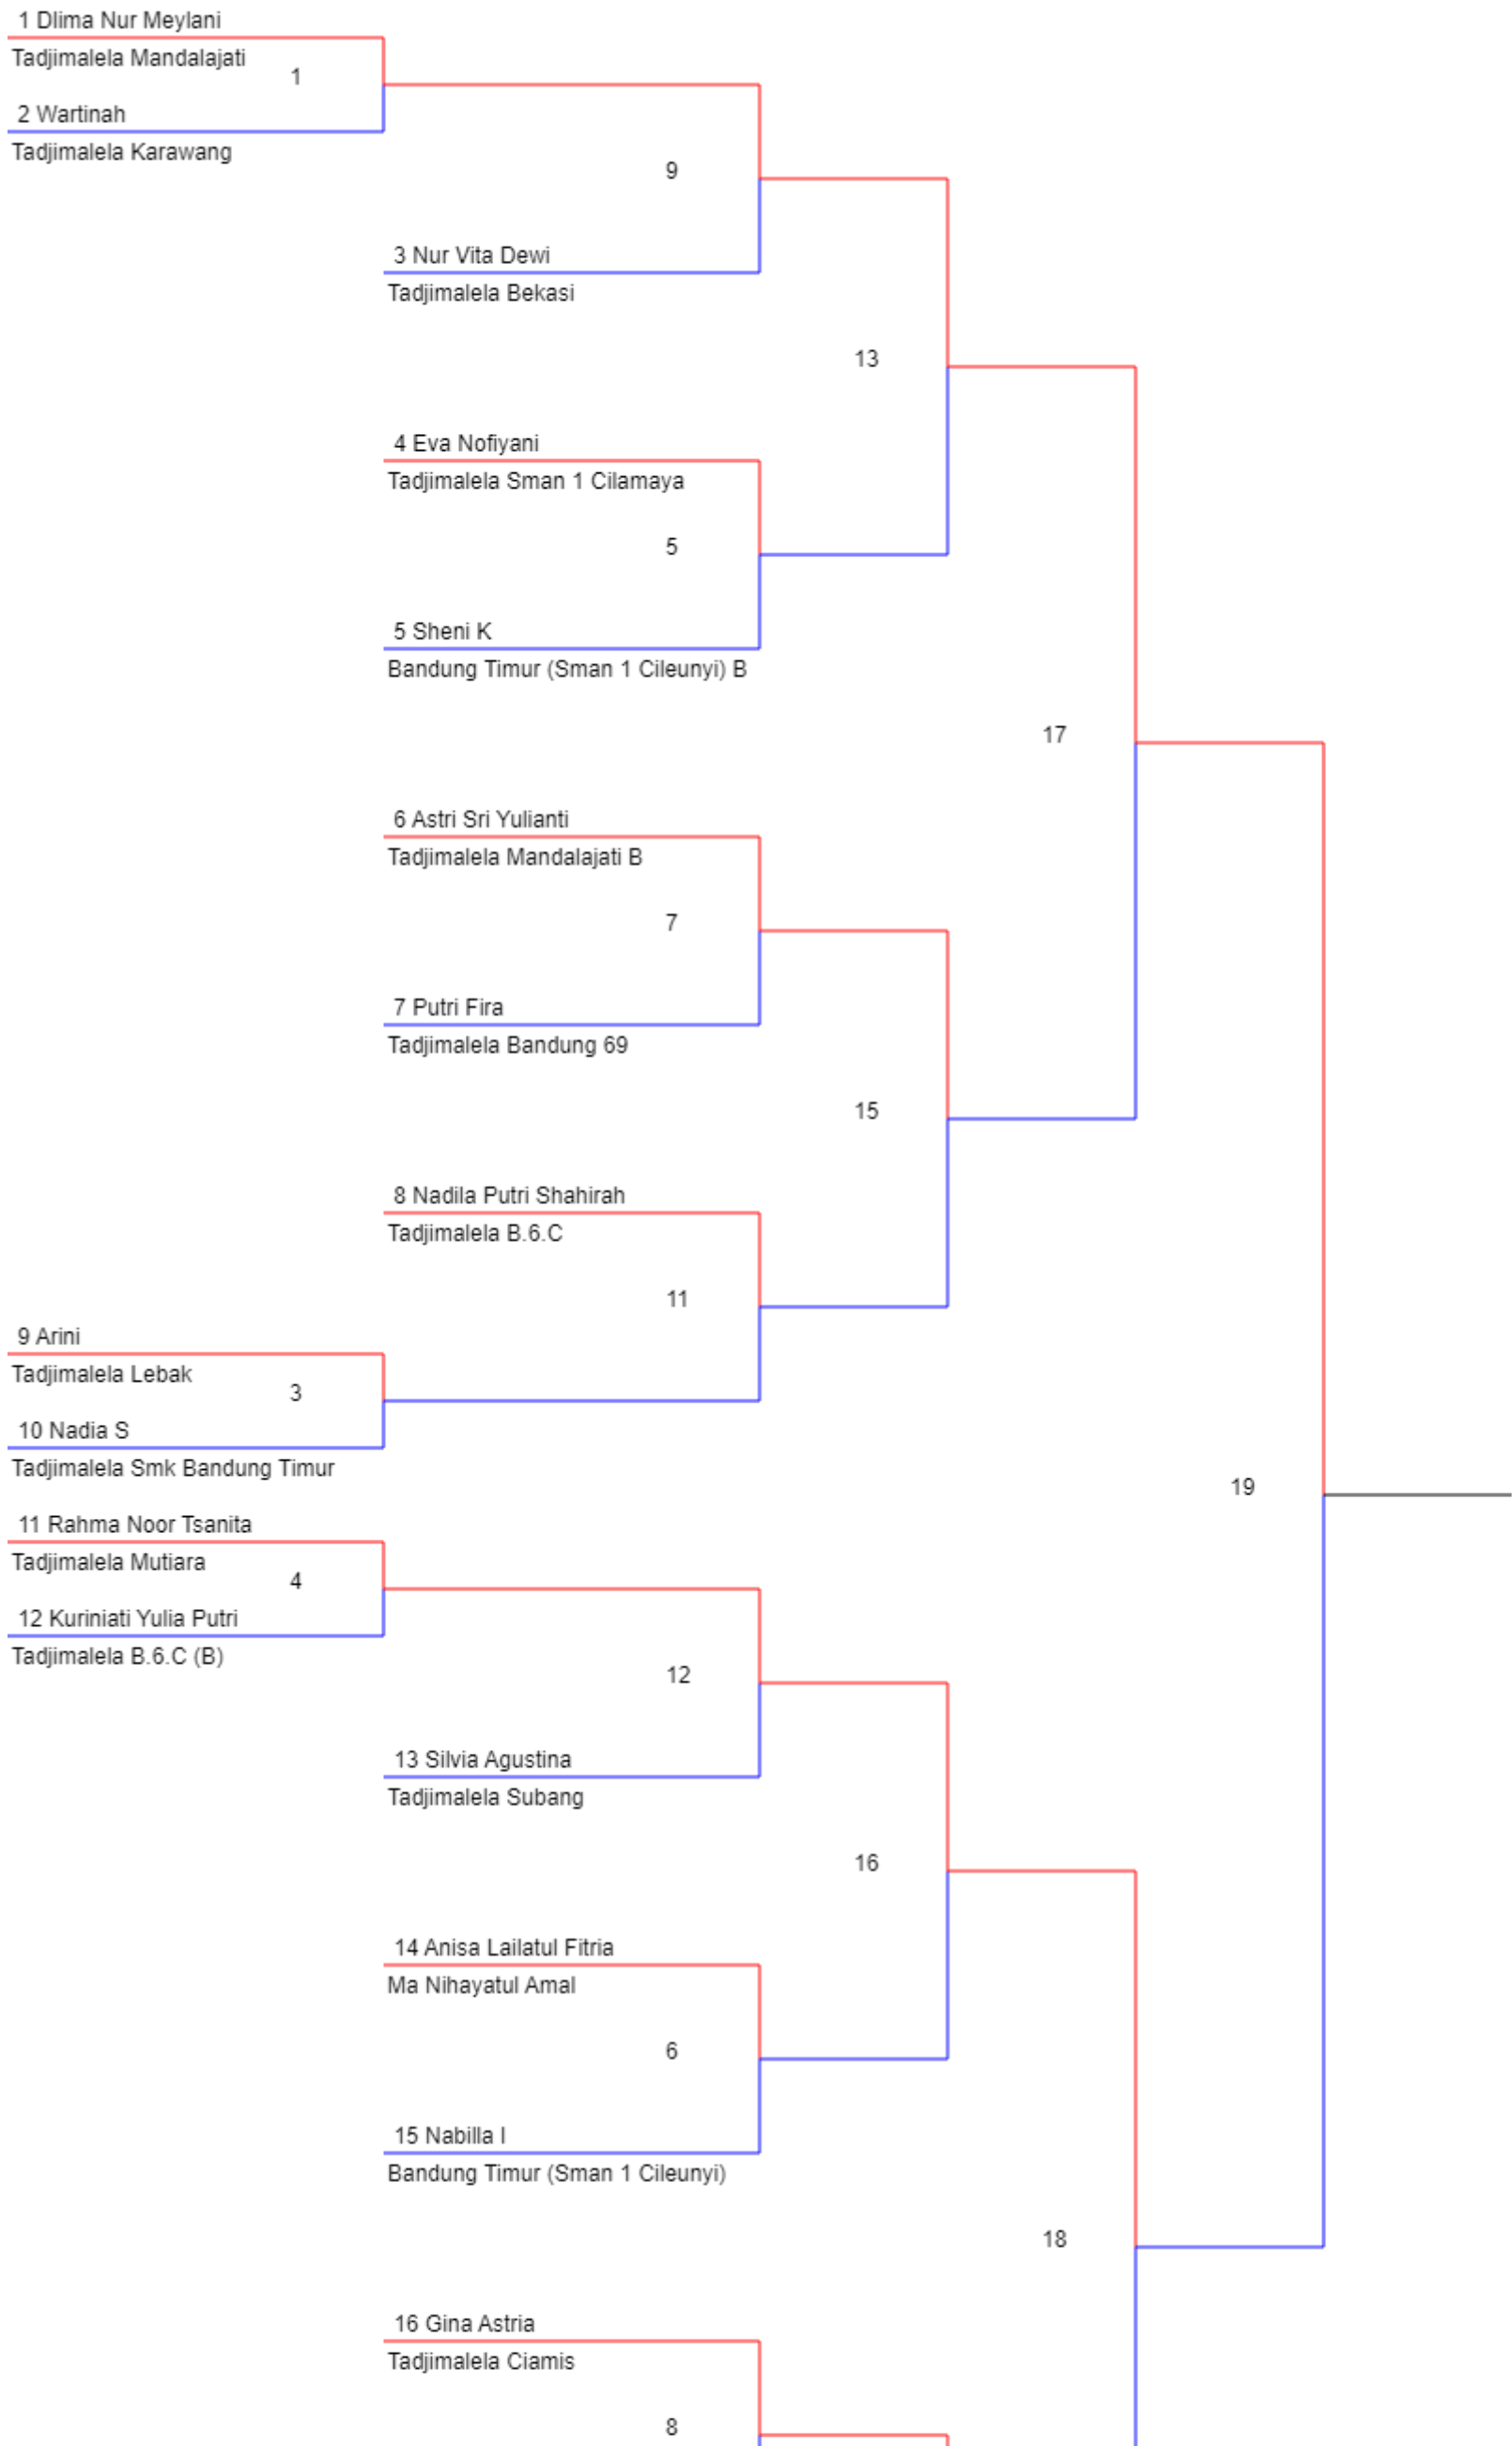 1 Dlima Nur Meylani
Tadjimalela Mandalajati
1
2 Wartinah
Tadjimalela Karawang
9
3 Nur Vita Dewi
Tadjimalela Bekasi
13
4 Eva Nofiyani
Tadjimalela Sman 1 Cilamaya
5
5 Sheni K
Bandung Timur (Sman 1 Cileunyi) B
17
6 Astri Sri Yulianti
Tadjimalela Mandalajati B
7
7 Putri Fira
Tadjimalela Bandung 69
15
8 Nadila Putri Shahirah
Tadjimalela B.6.C
11
9 Arini
Tadjimalela Lebak
3
10 Nadia S
Tadjimalela Smk Bandung Timur
19
11 Rahma Noor Tsanita
Tadjimalela Mutiara
4
12 Kuriniati Yulia Putri
Tadjimalela B.6.C (B)
12
13 Silvia Agustina
Tadjimalela Subang
16
14 Anisa Lailatul Fitria
Ma Nihayatul Amal
6
15 Nabilla I
Bandung Timur (Sman 1 Cileunyi)
18
16 Gina Astria
Tadjimalela Ciamis
8